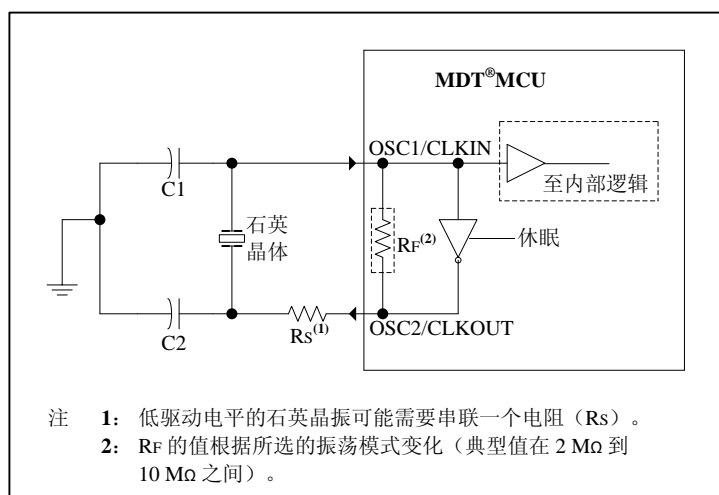 MDT®MCU
OSC1/CLKIN
至内部逻辑
C1
石英
晶体
RF(2)
休眠
C2
RS(1)
OSC2/CLKOUT
注 1: 低驱动电平的石英晶振可能需要串联一个电阻（Rs）。
2: RF 的值根据所选的振荡模式变化（典型值在 2 MΩ 到
10 MΩ 之间）。